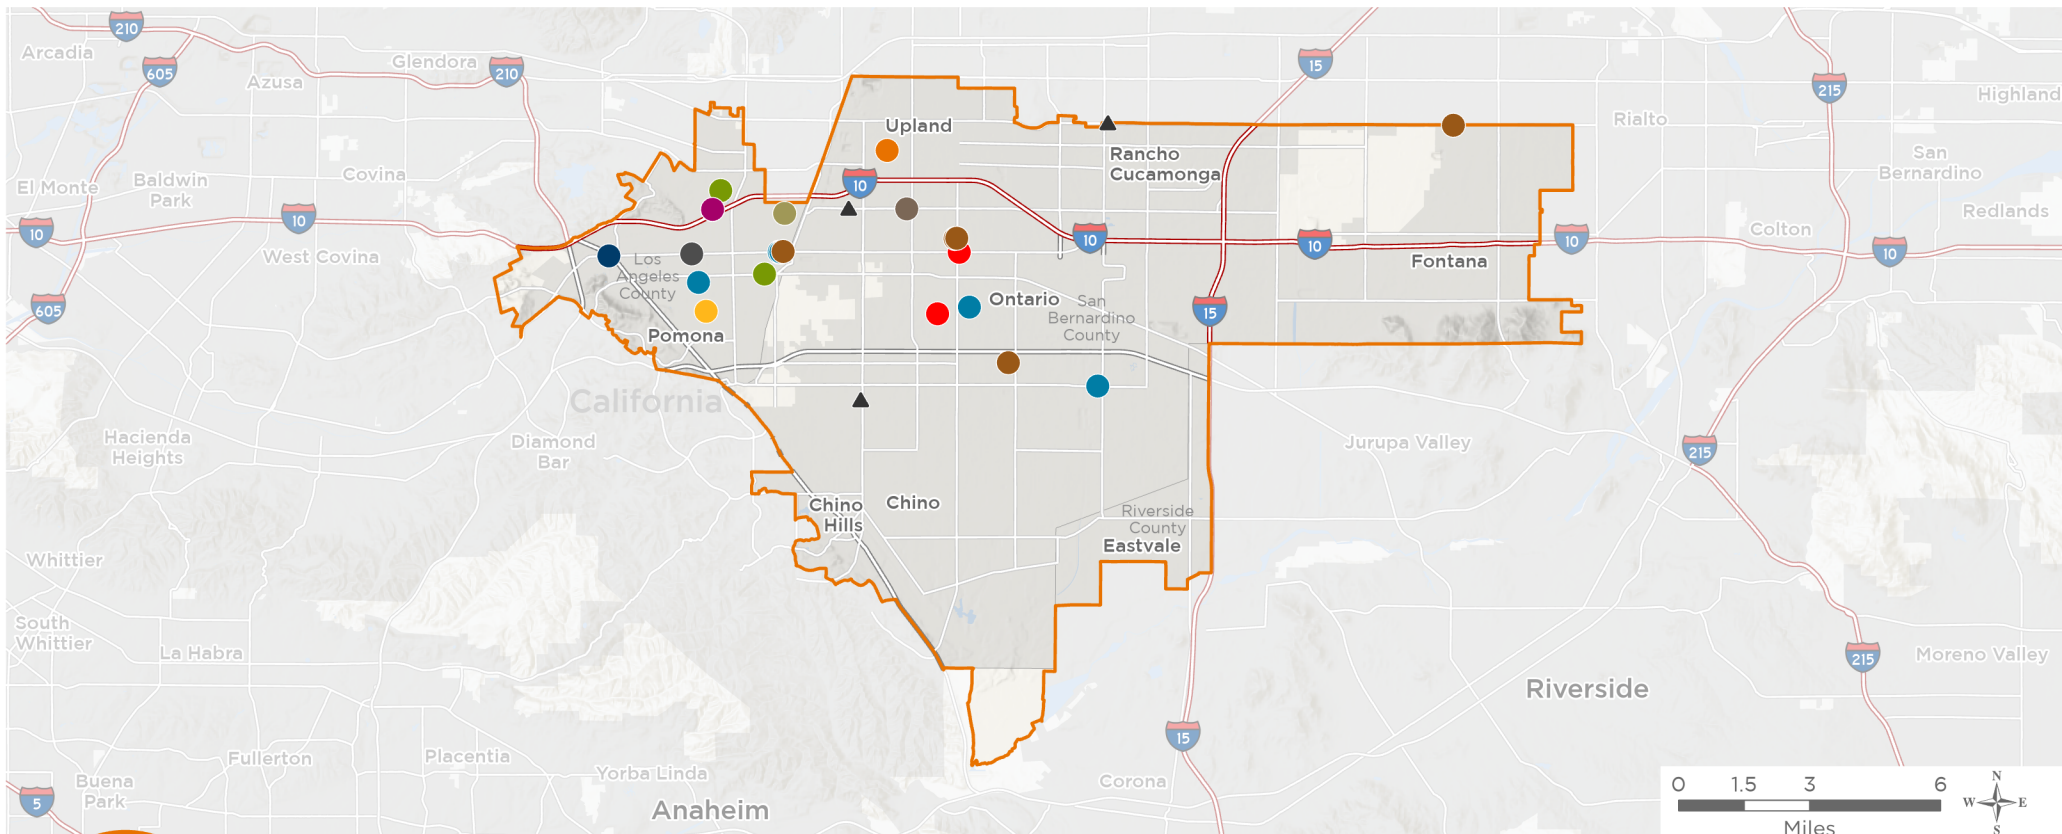 210
Arcadia
605
Azusa
Glendora
210
15
215
Highland
Rialto
Upland
Rancho
Cucamonga
San
Bernardino
El Monte
Baldwin
Park
Covina
10
Redlands
10
10
West Covina
Los
Angeles
County
10
10
Fontana
10
Colton
10
605
Pomona
Ontario
San
Bernardino
County
15
California
Hacienda
Heights
Diamond
Bar
Jurupa Valley
215
Chino
Hills
Chino
Riverside
County
Eastvale
Whittier
South
Whittier
La Habra
215
Moreno Valley
Riverside
15
Fullerton
Placentia
Yorba Linda
Corona
Buena
Park
5
Anaheim
0 1.5 3 6
Miles
N
W E
S